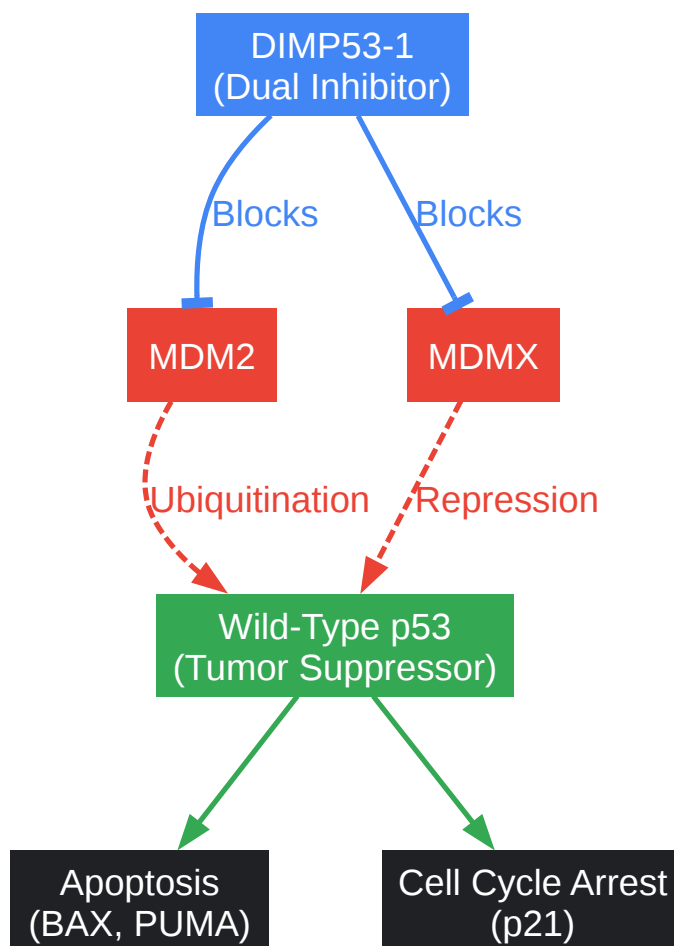 DIMP53-1
(Dual Inhibitor)
Blocks
Blocks
MDM2
MDMX
Ubiquitination
Repression
Wild-Type p53
(Tumor Suppressor)
Apoptosis
(BAX, PUMA)
Cell Cycle Arrest
(p21)